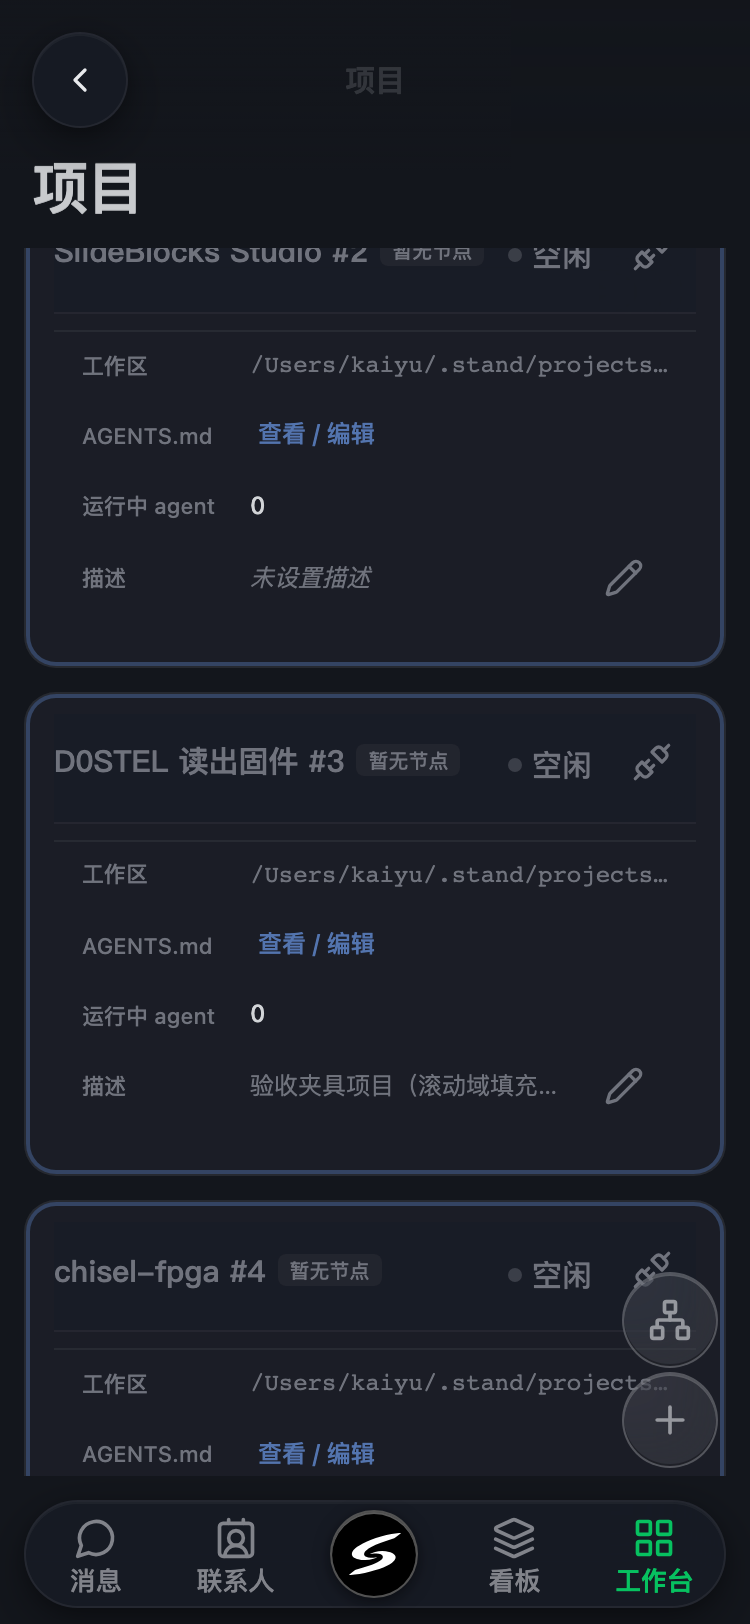 项目
项目
SlideBlocks Studio #2 暂无节点 空闲
工作区 /Users/kaiyu/.stand/projects…
AGENTS.md 查看 / 编辑
运行中 agent 0
描述 未设置描述
D0STEL 读出固件 #3 暂无节点 空闲
工作区 /Users/kaiyu/.stand/projects…
AGENTS.md 查看 / 编辑
运行中 agent 0
描述 验收夹具项目（滚动域填充…
chisel-fpga #4 暂无节点 空闲
工作区 /Users/kaiyu/.stand/projects…
AGENTS.md 查看 / 编辑
消息 联系人 看板 工作台